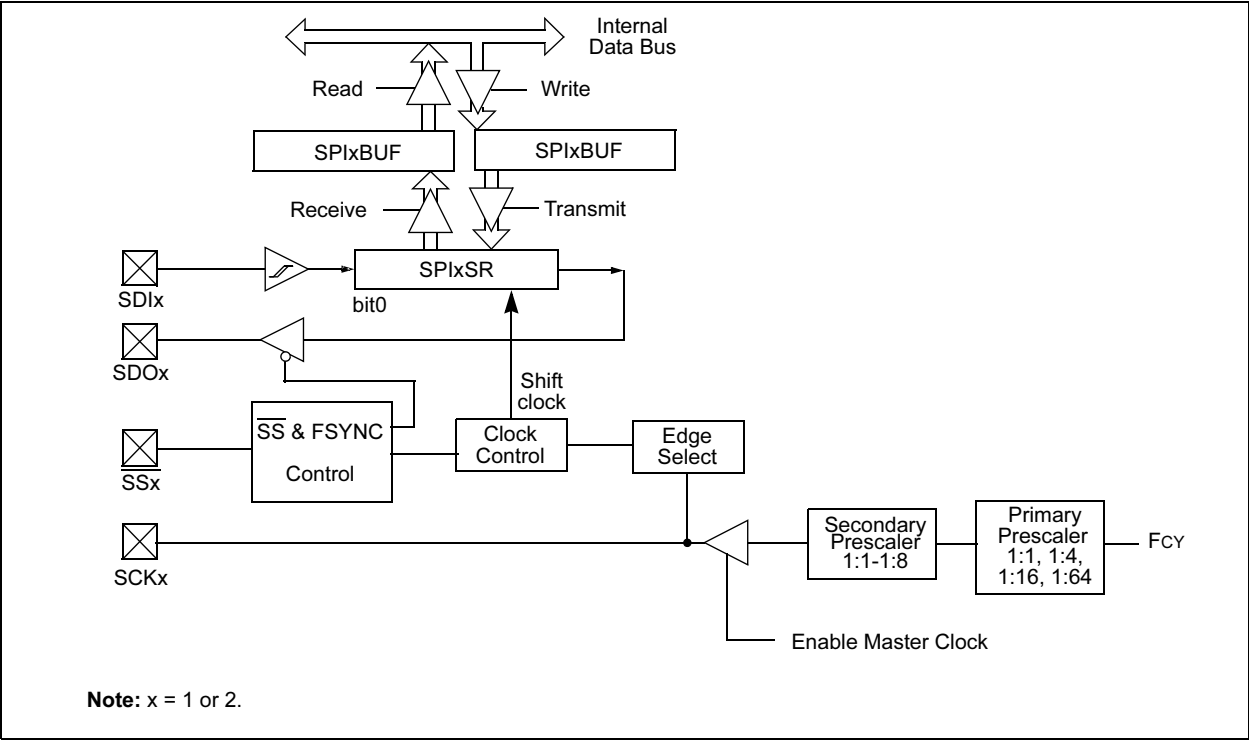 Internal
Data Bus
Read
Write
SPIxBUF
SPIxBUF
Receive
Transmit
SPIxSR
SDIx
bit0
SDOx
Shift
clock
SS & FSYNC
Control
Clock
Control
Edge
Select
SSx
Secondary
Prescaler
1:1-1:8
Primary
Prescaler
1:1, 1:4,
1:16, 1:64
FCY
SCKx
Enable Master Clock
Note: x = 1 or 2.